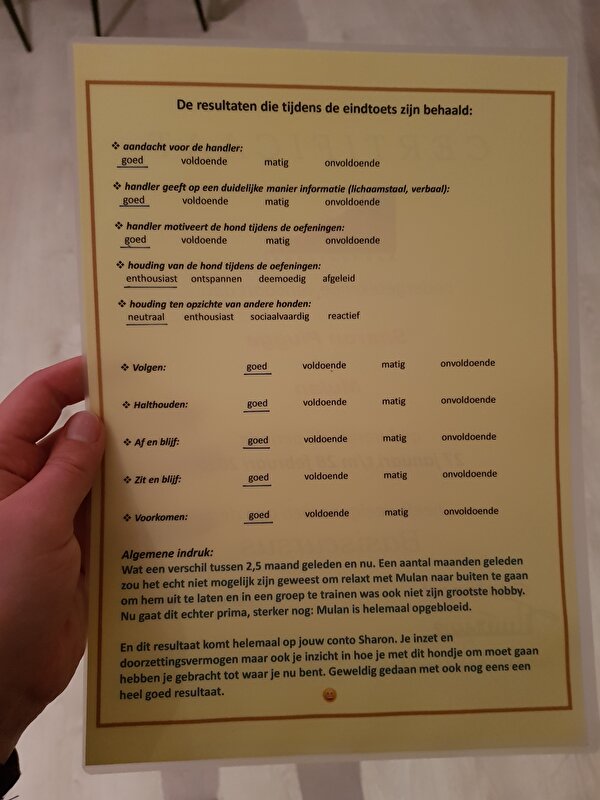 De resultaten die tijdens de eindtoets zijn behaald:
❖ aandacht voor de handler:
goed voldoende matig onvoldoende
❖ handler geeft op een duidelijke manier informatie (lichaamstaal, verbaal):
goed voldoende matig onvoldoende
❖ handler motiveert de hond tijdens de oefeningen:
goed voldoende matig onvoldoende
❖ houding van de hond tijdens de oefeningen:
enthousiast ontspannen deemoedig afgeleid
❖ houding ten opzichte van andere honden:
neutraal enthousiast sociaalvaardig reactief
❖ Volgen: goed voldoende matig onvoldoende
❖ Halthouden: goed voldoende matig onvoldoende
❖ Af en blijf: goed voldoende matig onvoldoende
❖ Zit en blijf: goed voldoende matig onvoldoende
❖ Voorkomen: goed voldoende matig onvoldoende
Algemene indruk:
Wat een verschil tussen 2,5 maand geleden en nu. Een aantal maanden geleden
zou het echt niet mogelijk zijn geweest om relaxt met Mulan naar buiten te gaan
om hem uit te laten en in een groep te trainen was ook niet zijn grootste hobby.
Nu gaat dit echter prima, sterker nog: Mulan is helemaal opgebloeid.
En dit resultaat komt helemaal op jouw conto Sharon. Je inzet en
doorzettingsvermogen maar ook je inzicht in hoe je met dit hondje om moet gaan
hebben je gebracht tot waar je nu bent. Geweldig gedaan met ook nog eens een
heel goed resultaat.